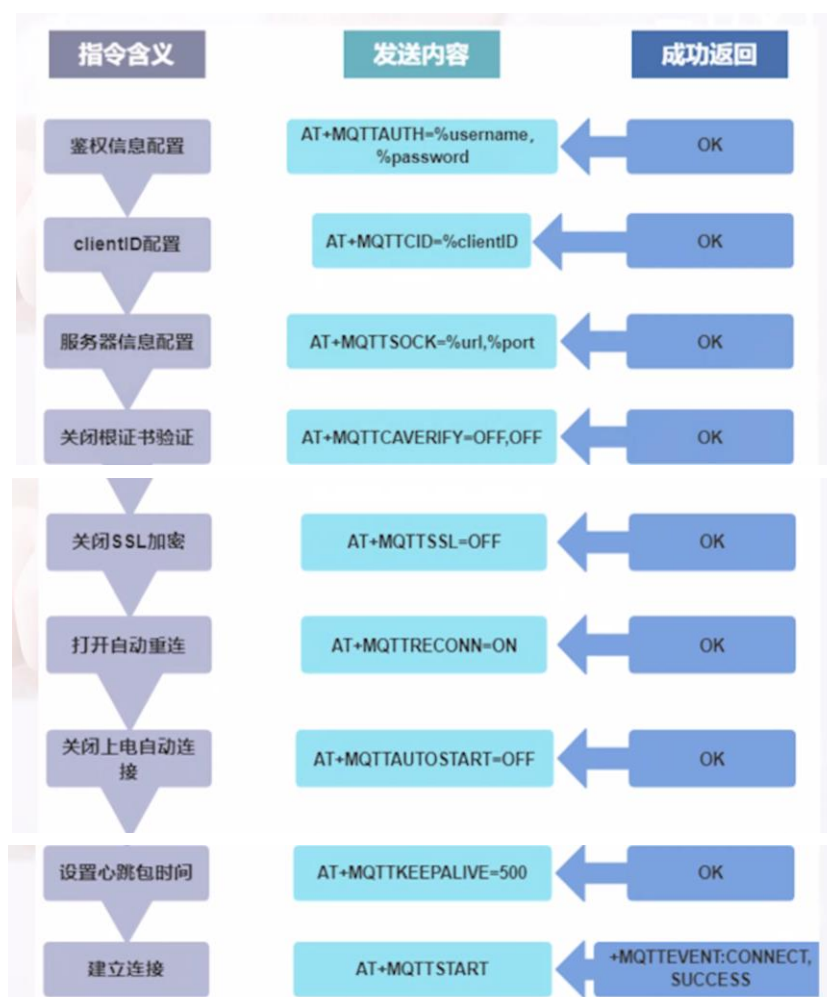 指令含义 发送内容 成功返回
鉴权信息配置 AT+MQTTAUTH=%username,
%password OK
clientID配置 AT+MQTTCID=%clientID OK
服务器信息配置 AT+MQTTSOCK=%url,%port OK
关闭根证书验证 AT+MQTTCAVERIFY=OFF,OFF OK
关闭SSL加密 AT+MQTTSSL=OFF OK
打开自动重连 AT+MQTTRECONN=ON OK
关闭上电自动连
接 AT+MQTTAUTOSTART=OFF OK
设置心跳包时间 AT+MQTTKEEPALIVE=500 OK
建立连接 AT+MQTTSTART +MQTTEVENT:CONNECT,
SUCCESS